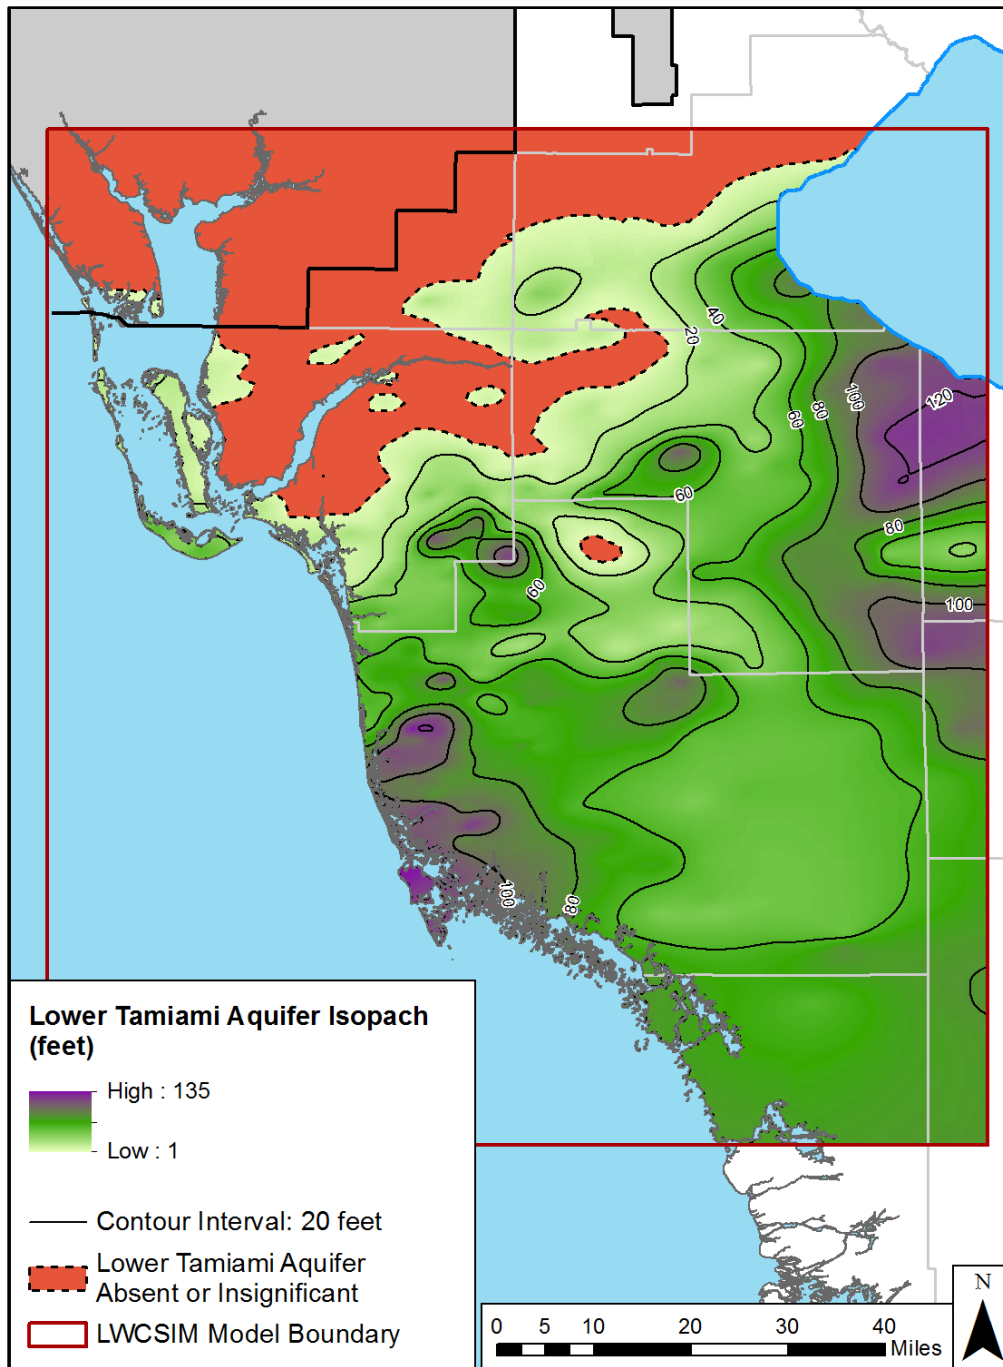 20
40
60
80
100
120
60
80
100
60
100
80
Lower Tamiami Aquifer Isopach
(feet)
High : 135
Low : 1
Contour Interval: 20 feet
Lower Tamiami Aquifer
Absent or Insignificant
LWCSIM Model Boundary
0 5 10 20 30 40
Miles
N